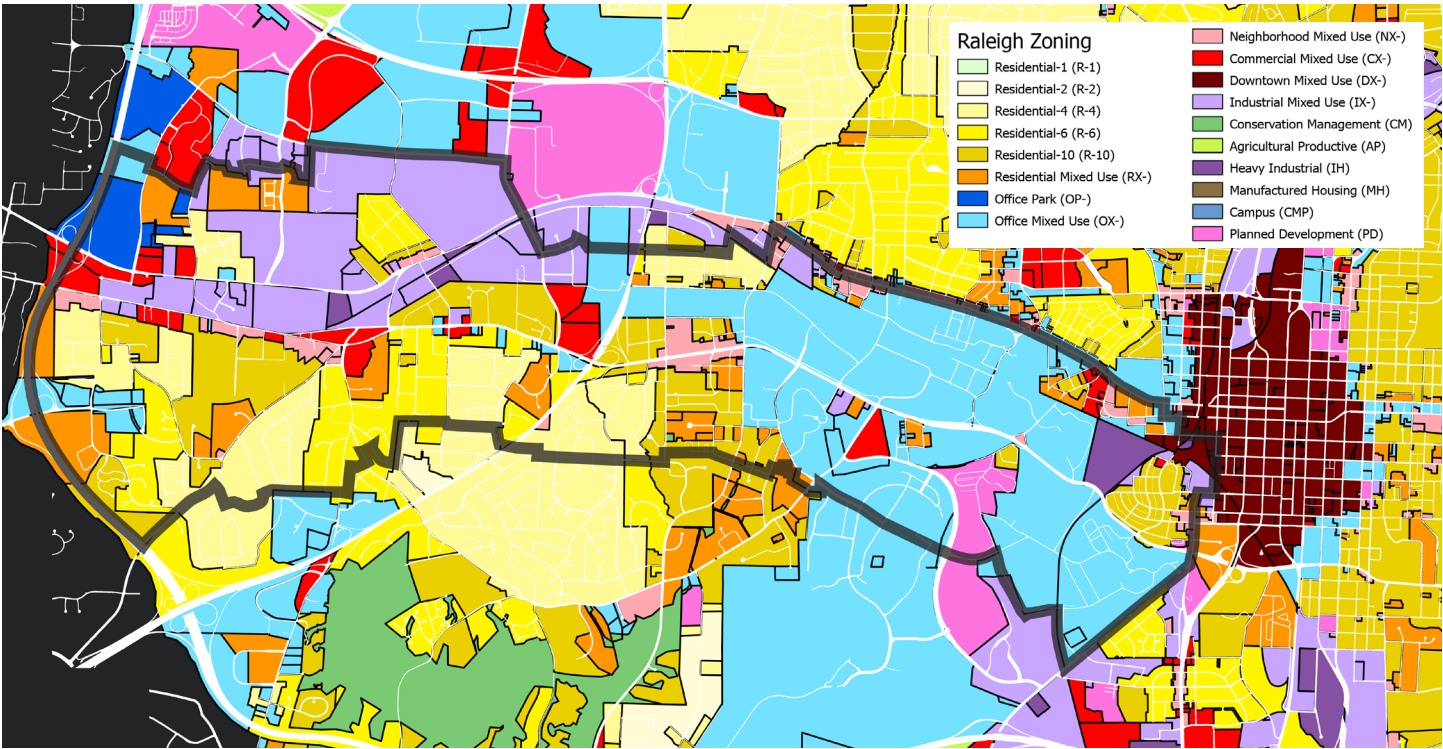 Raleigh Zoning
Residential-1 (R-1)
Residential-2 (R-2)
Residential-4 (R-4)
Residential-6 (R-6)
Residential-10 (R-10)
Residential Mixed Use (RX-)
Office Park (OP-)
Office Mixed Use (OX-)
Neighborhood Mixed Use (NX-)
Commercial Mixed Use (CX-)
Downtown Mixed Use (DX-)
Industrial Mixed Use (IX-)
Conservation Management (CM)
Agricultural Productive (AP)
Heavy Industrial (IH)
Manufactured Housing (MH)
Campus (CMP)
Planned Development (PD)